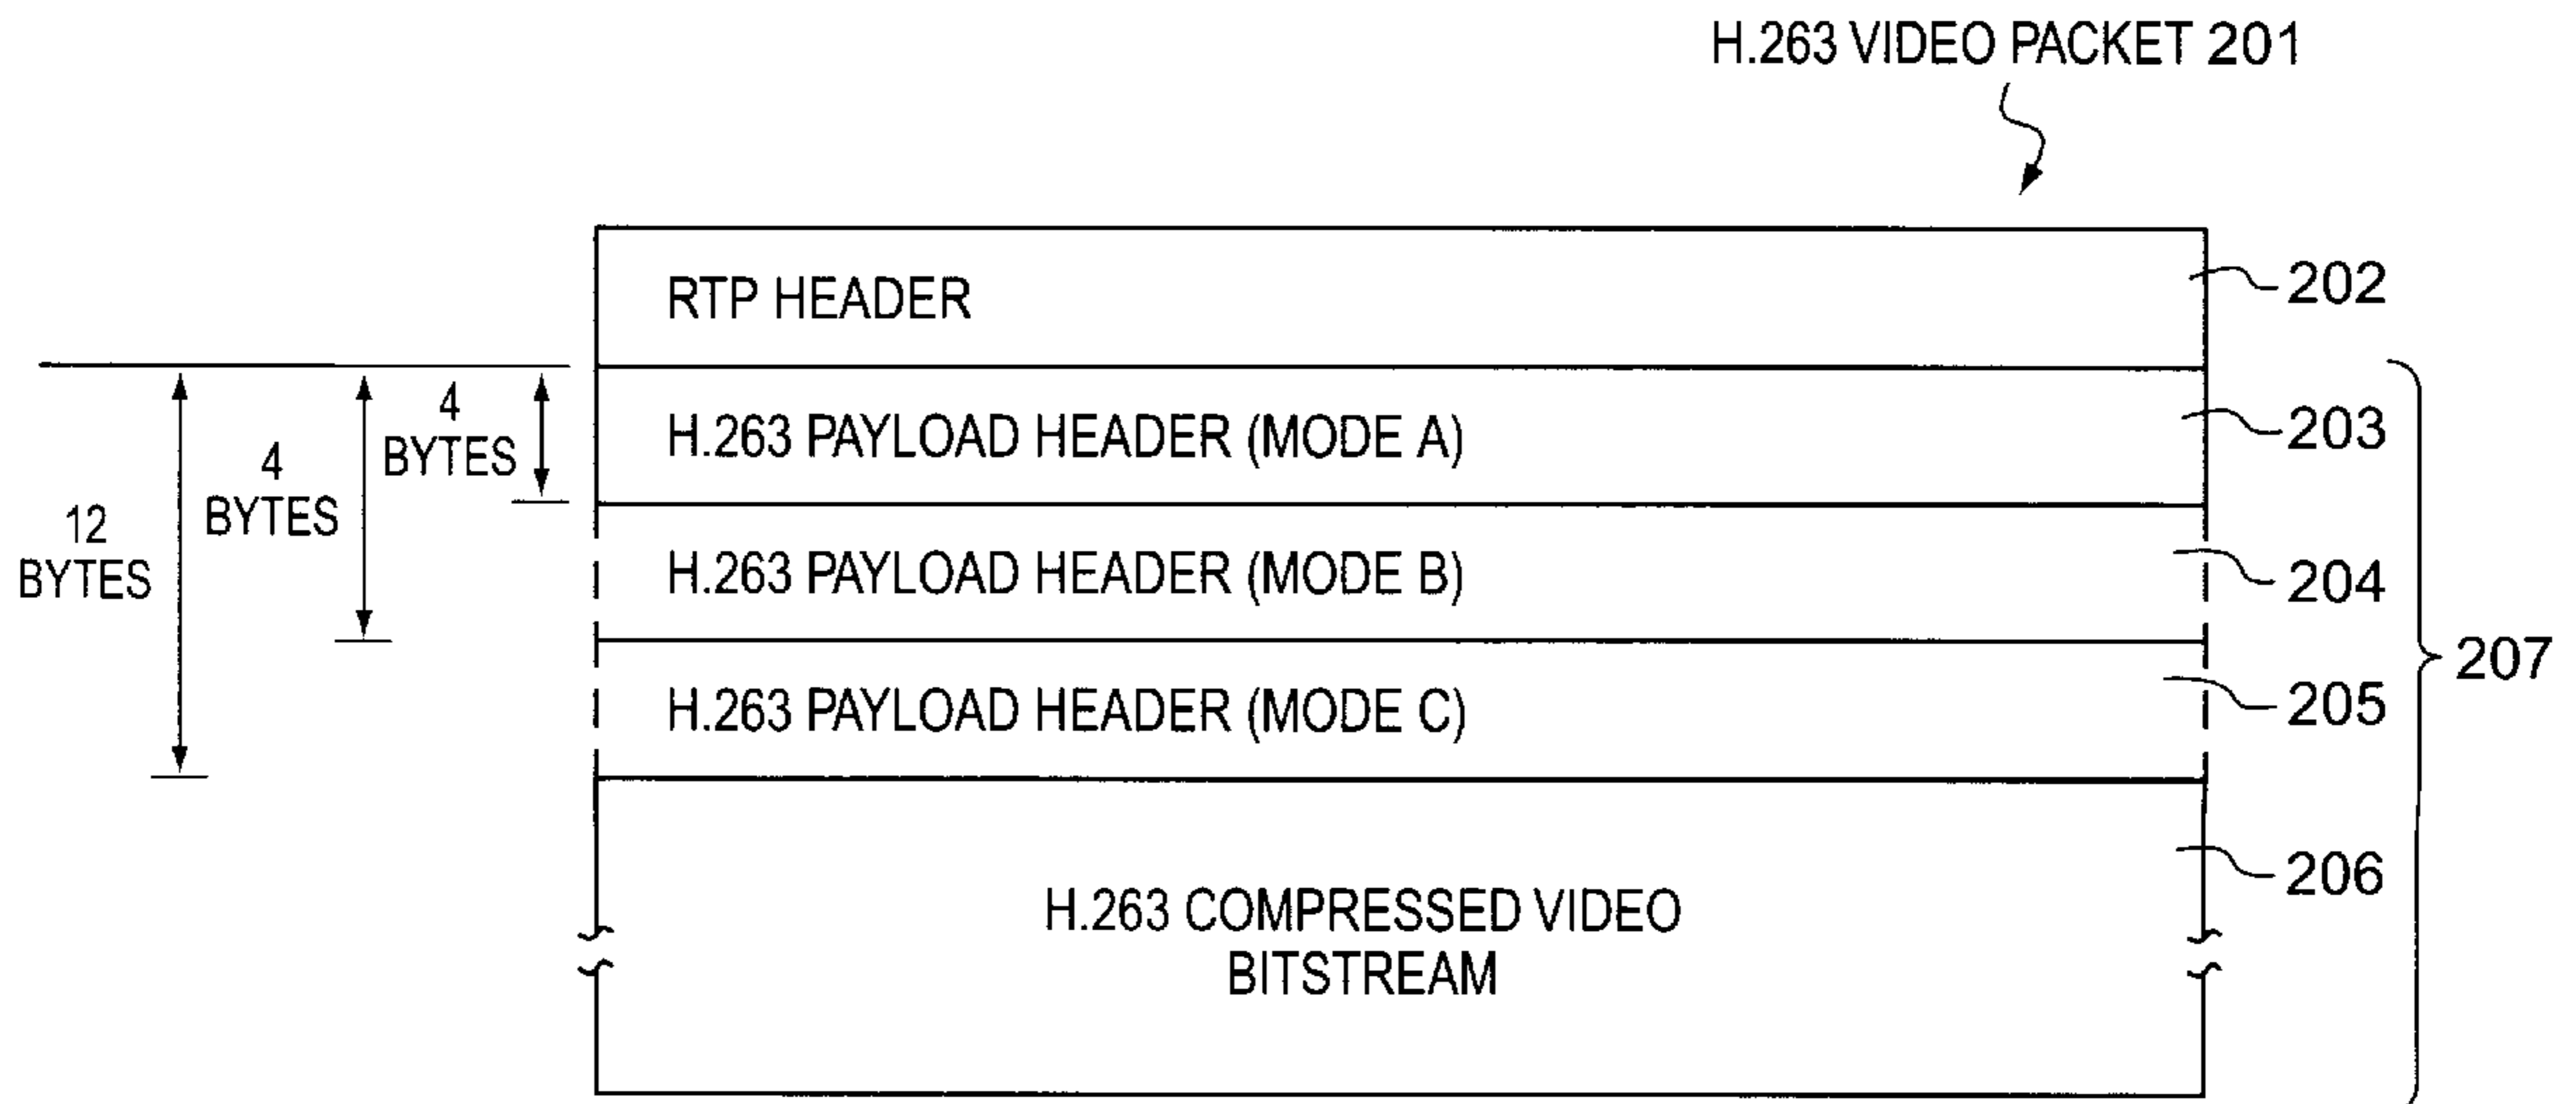 H.263 VIDEO PACKET 201
RTP HEADER
202
4
BYTES
4
BYTES
12
BYTES
H.263 PAYLOAD HEADER (MODE A)
203
H.263 PAYLOAD HEADER (MODE B)
204
H.263 PAYLOAD HEADER (MODE C)
205
207
H.263 COMPRESSED VIDEO
BITSTREAM
206